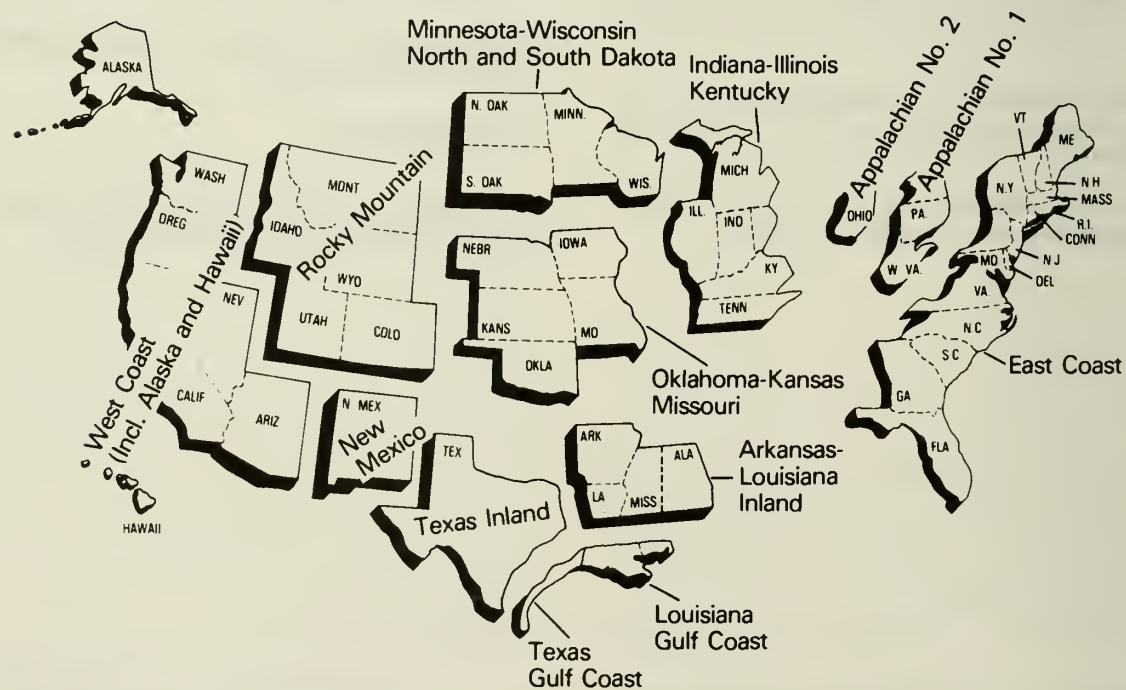 Minnesota-Wisconsin
North and South Dakota
Indiana-Illinois
Kentucky
Appalachian No. 2
Appalachian No. 1
ALASKA
WASH
OREG
NEV
CALIF
ARIZ
West Coast
(Incl. Alaska and Hawaii)
HAWAII
MONT
IDAHO
WYO
UTAH
COLO
Rocky Mountain
N MEX
New
Mexico
N. DAK
MINN.
S. DAK
WIS.
NEBR
IOWA
KANS
MO
OKLA
Oklahoma-Kansas
Missouri
MICH
ILL.
IND
KY
TENN
OHIO
PA.
W VA.
VT
ME
N.Y
N H
MASS
R.I.
CONN
N J
MD
DEL
VA.
N C
S C
GA
FLA
East Coast
TEX
Texas Inland
ARK
ALA
LA
MISS
Arkansas-
Louisiana
Inland
Louisiana
Gulf Coast
Texas
Gulf Coast